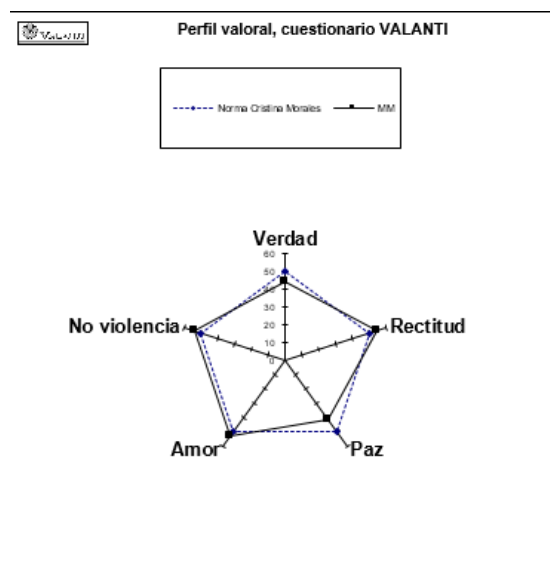 VALANTI
Perfil valoral, cuestionario VALANTI
Norma Cristina Morales
MM
Verdad
60
50
40
30
20
10
0
No violencia
Rectitud
Amor
Paz